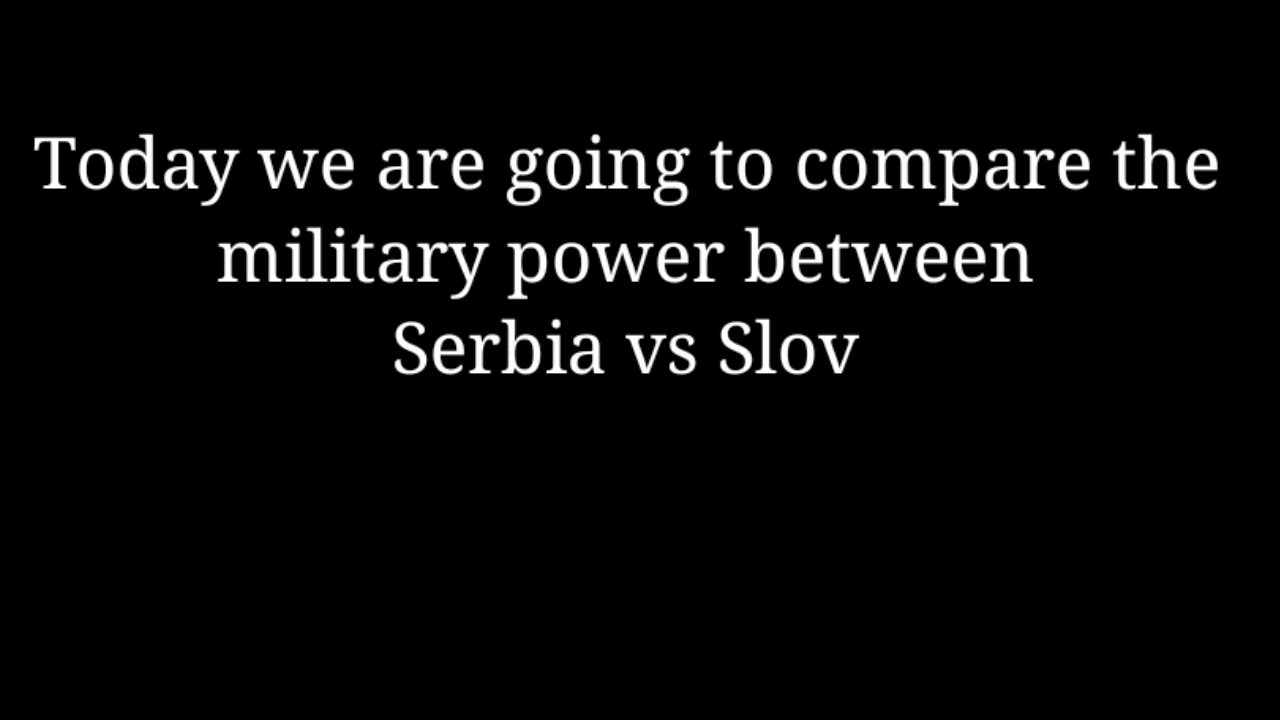 Today we are going to compare the
military power between
Serbia vs Slov